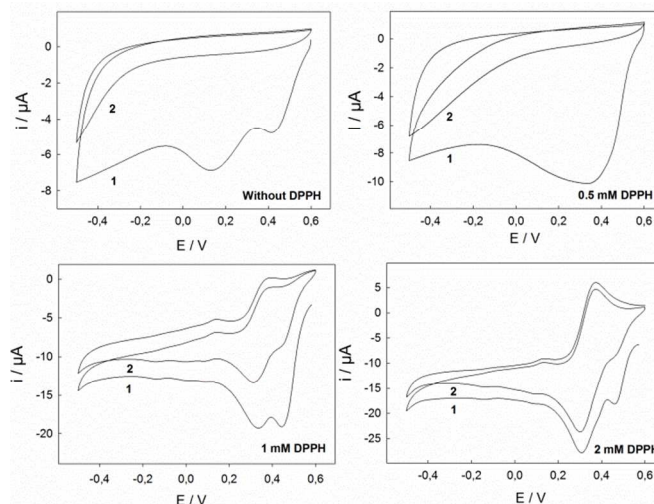 i / µA
0
-2
-4
-6
-8
2
1
Without DPPH
-0,4 -0,2 0,0 0,2 0,4 0,6
E / V
I / µA
0
-2
-4
-6
-8
-10
2
1
0.5 mM DPPH
-0,4 -0,2 0,0 0,2 0,4 0,6
E / V
i / µA
0
-5
-10
-15
-20
2
1
1 mM DPPH
-0,4 -0,2 0,0 0,2 0,4 0,6
E / V
i / µA
5
0
-5
-10
-15
-20
-25
2
1
2 mM DPPH
-0,4 -0,2 0,0 0,2 0,4 0,6
E / V